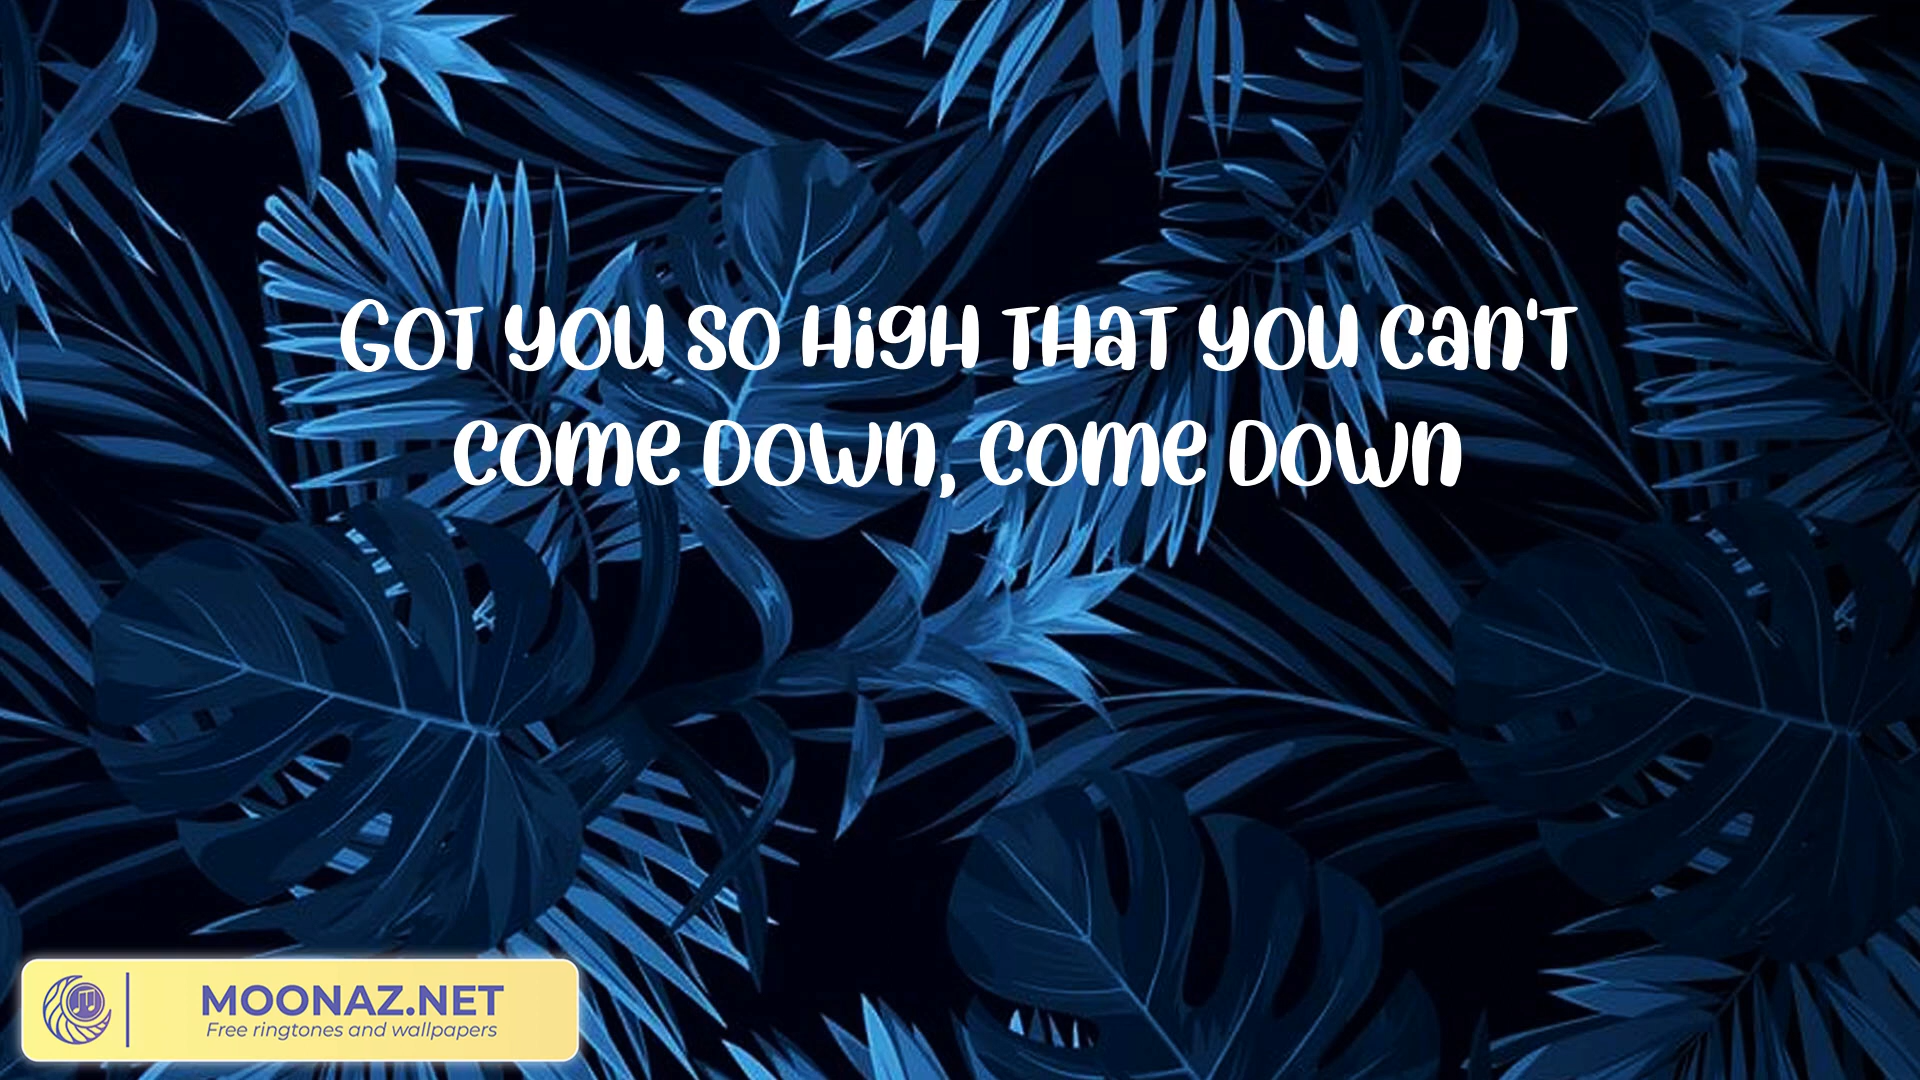 Got you so high that you can't
come down, come down
MOONAZ.NET
Free ringtones and wallpapers